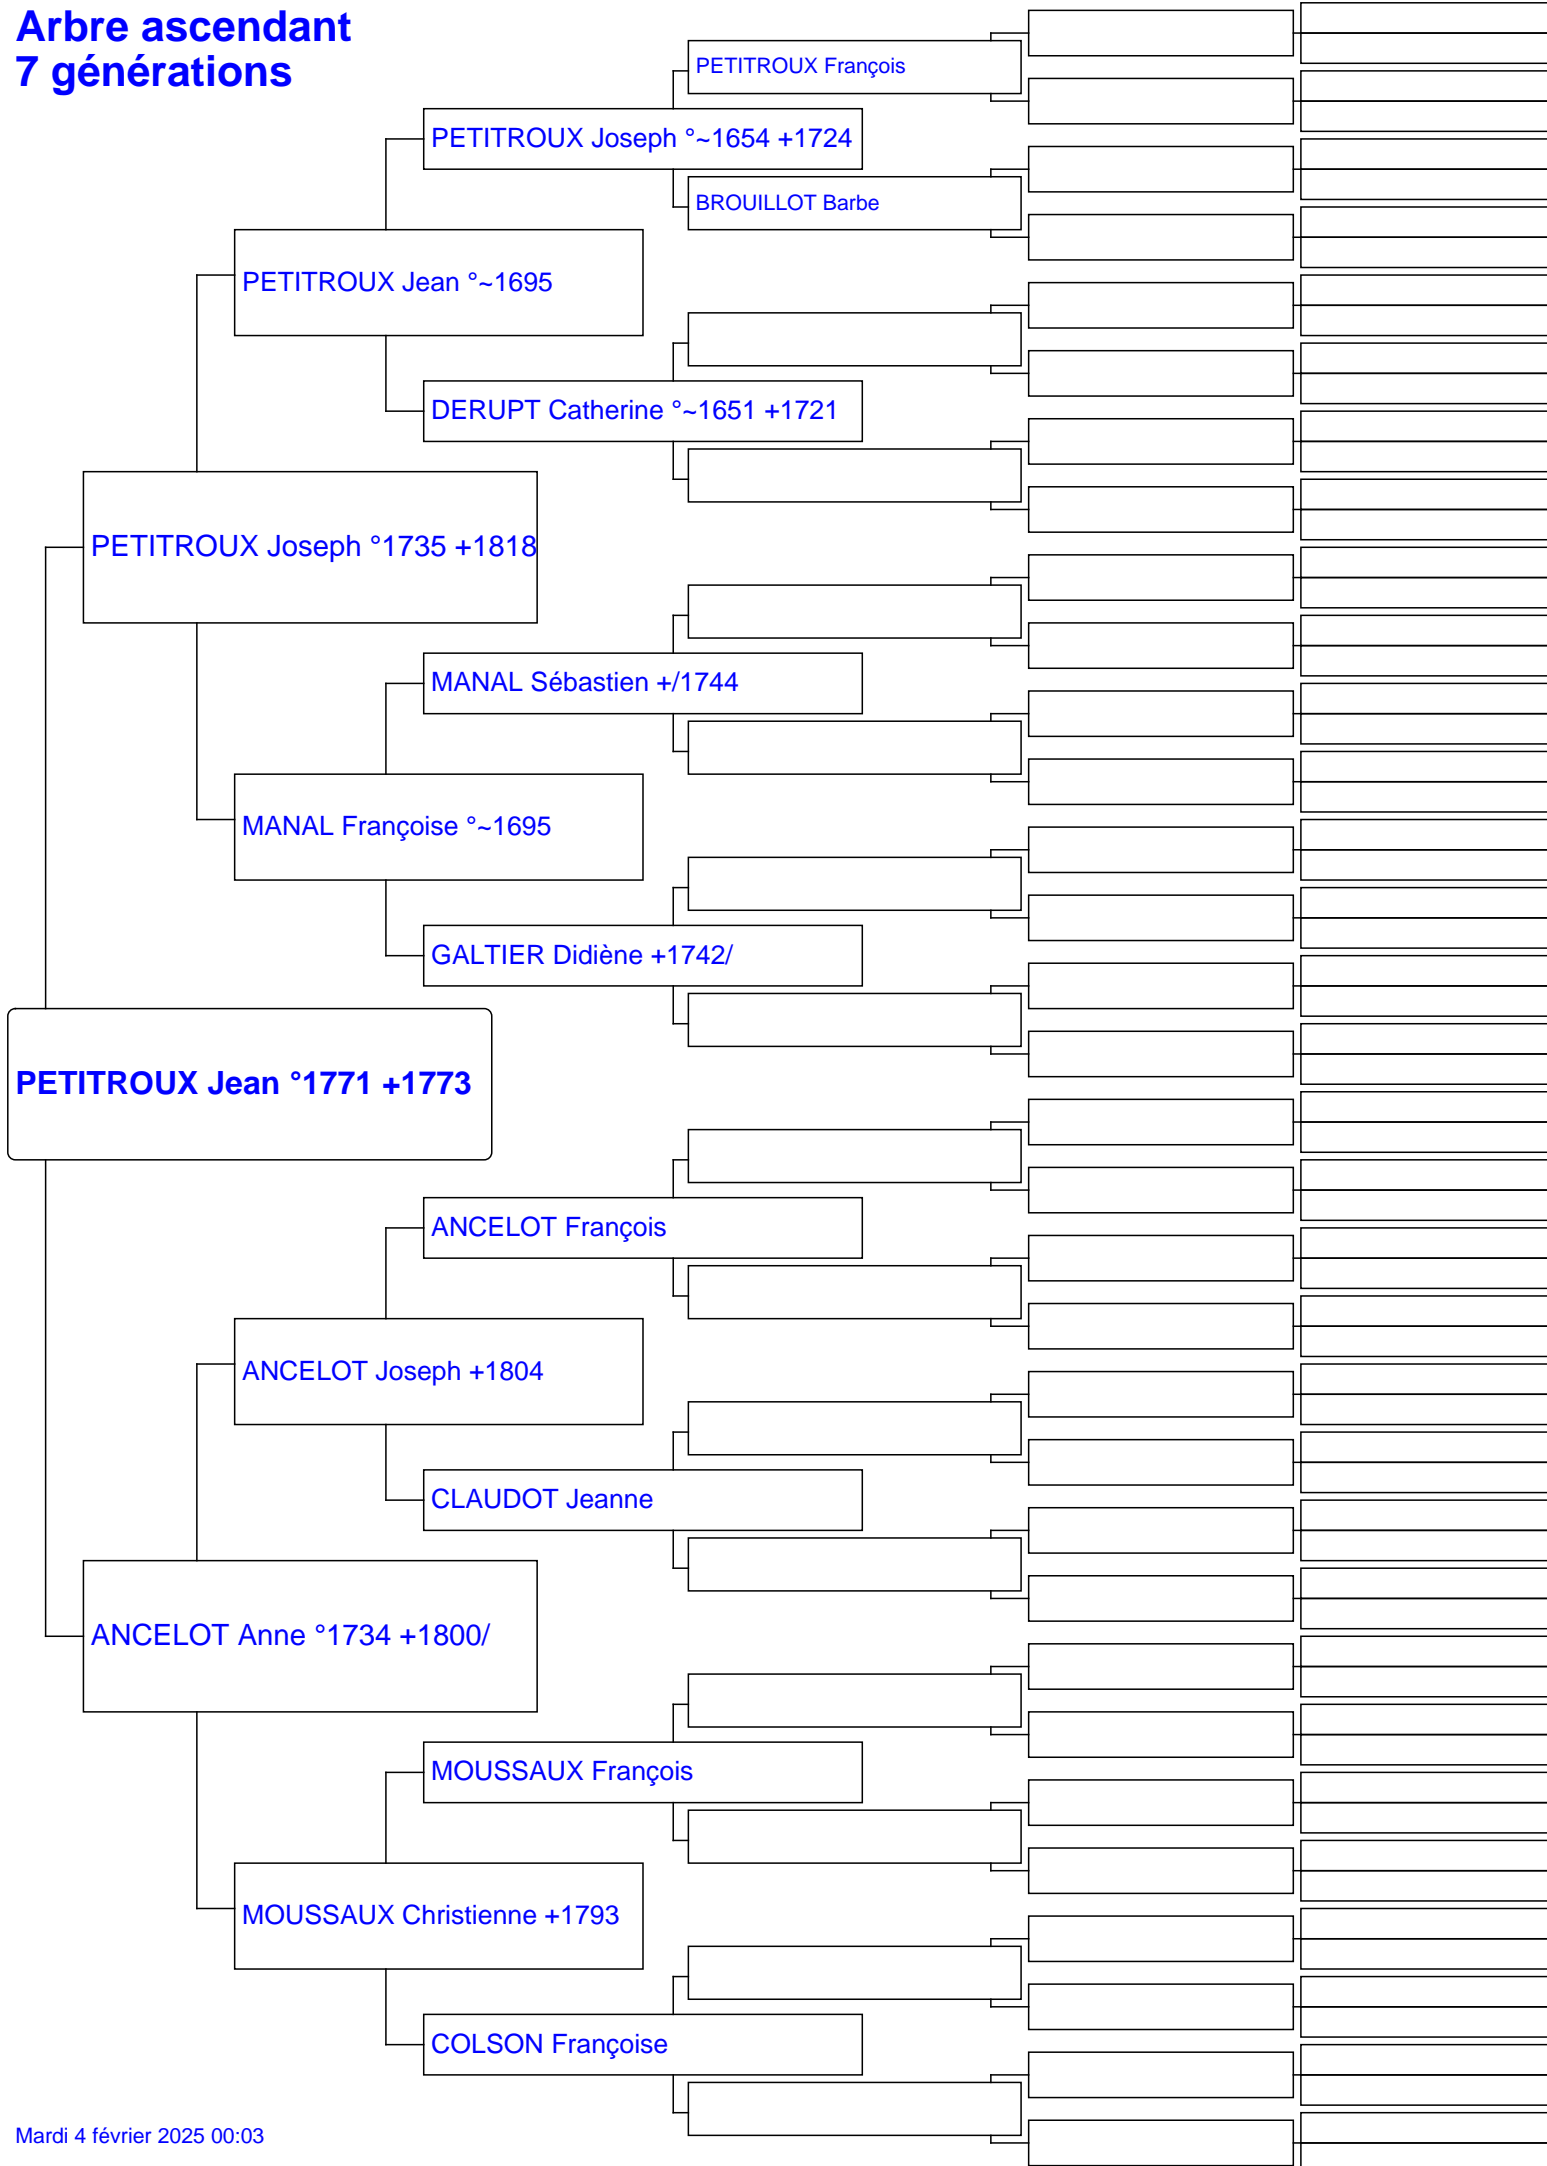 Arbre ascendant
7 générations
PETITROUX François
PETITROUX Joseph °~1654 +1724
BROUILLOT Barbe
PETITROUX Jean °~1695
DERUPT Catherine °~1651 +1721
PETITROUX Joseph °1735 +1818
MANAL Sébastien +/1744
MANAL Françoise °~1695
GALTIER Didiène +1742/
PETITROUX Jean °1771 +1773
ANCELOT François
ANCELOT Joseph +1804
CLAUDOT Jeanne
ANCELOT Anne °1734 +1800/
MOUSSAUX François
MOUSSAUX Christienne +1793
COLSON Françoise
Mardi 4 février 2025 00:03